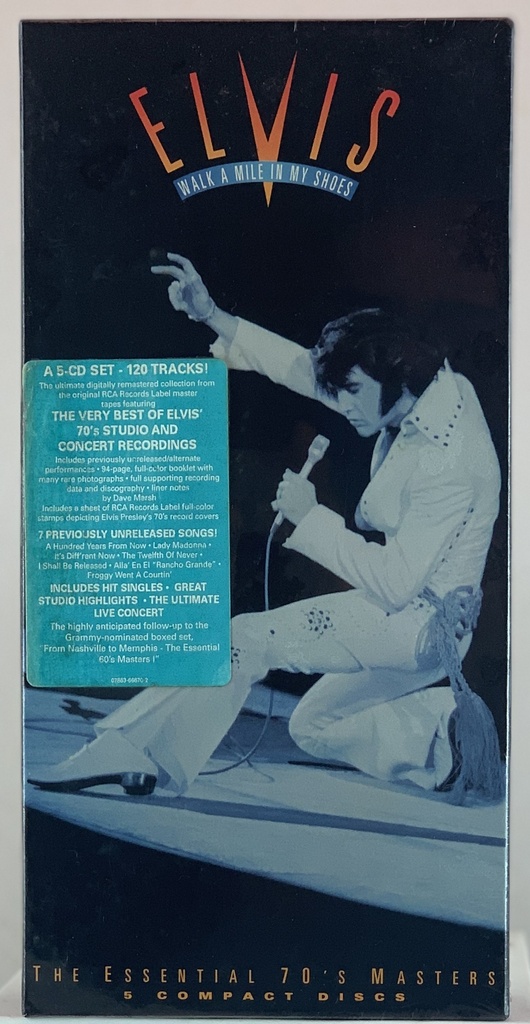 ELVIS
WALK A MILE IN MY SHOES
A 5-CD SET - 120 TRACKS!
The ultimate digitally remastered collection from
the original RCA Records Label master
tapes featuring
THE VERY BEST OF ELVIS'
70's STUDIO AND
CONCERT RECORDINGS
Includes previously unreleased/alternate
performances • 94-page, full-color booklet with
many rare photographs • full supporting recording
data and discography • liner notes
by Dave Marsh
Includes a sheet of RCA Records Label full-color
stamps depicting Elvis Presley's 70's record covers
7 PREVIOUSLY UNRELEASED SONGS!
A Hundred Years From Now • Lady Madonna •
It's Diff'rent Now • The Twelfth Of Never •
I Shall Be Released • Alla' En El "Rancho Grande" •
Froggy Went A Courtin'
INCLUDES HIT SINGLES • GREAT
STUDIO HIGHLIGHTS • THE ULTIMATE
LIVE CONCERT
The highly anticipated follow-up to the
Grammy-nominated boxed set,
"From Nashville to Memphis - The Essential
60's Masters I"
07863-66670-2
THE ESSENTIAL 70'S MASTERS
5 COMPACT DISCS